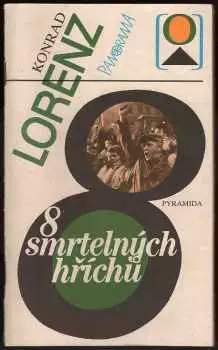 KONRAD
LORENZ
PANORAMA
PYRAMIDA
8
smrtelných
hříchů